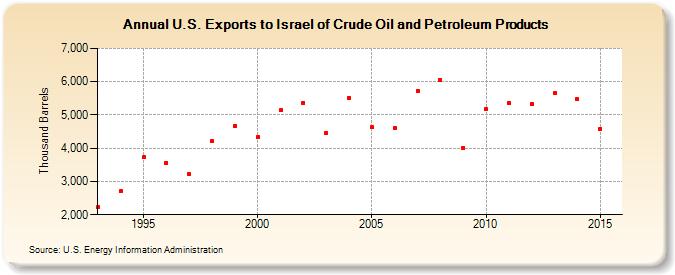 Annual U.S. Exports to Israel of Crude Oil and Petroleum Products
Thousand Barrels
7,000
6,000
5,000
4,000
3,000
2,000
1995 2000 2005 2010 2015
Source: U.S. Energy Information Administration